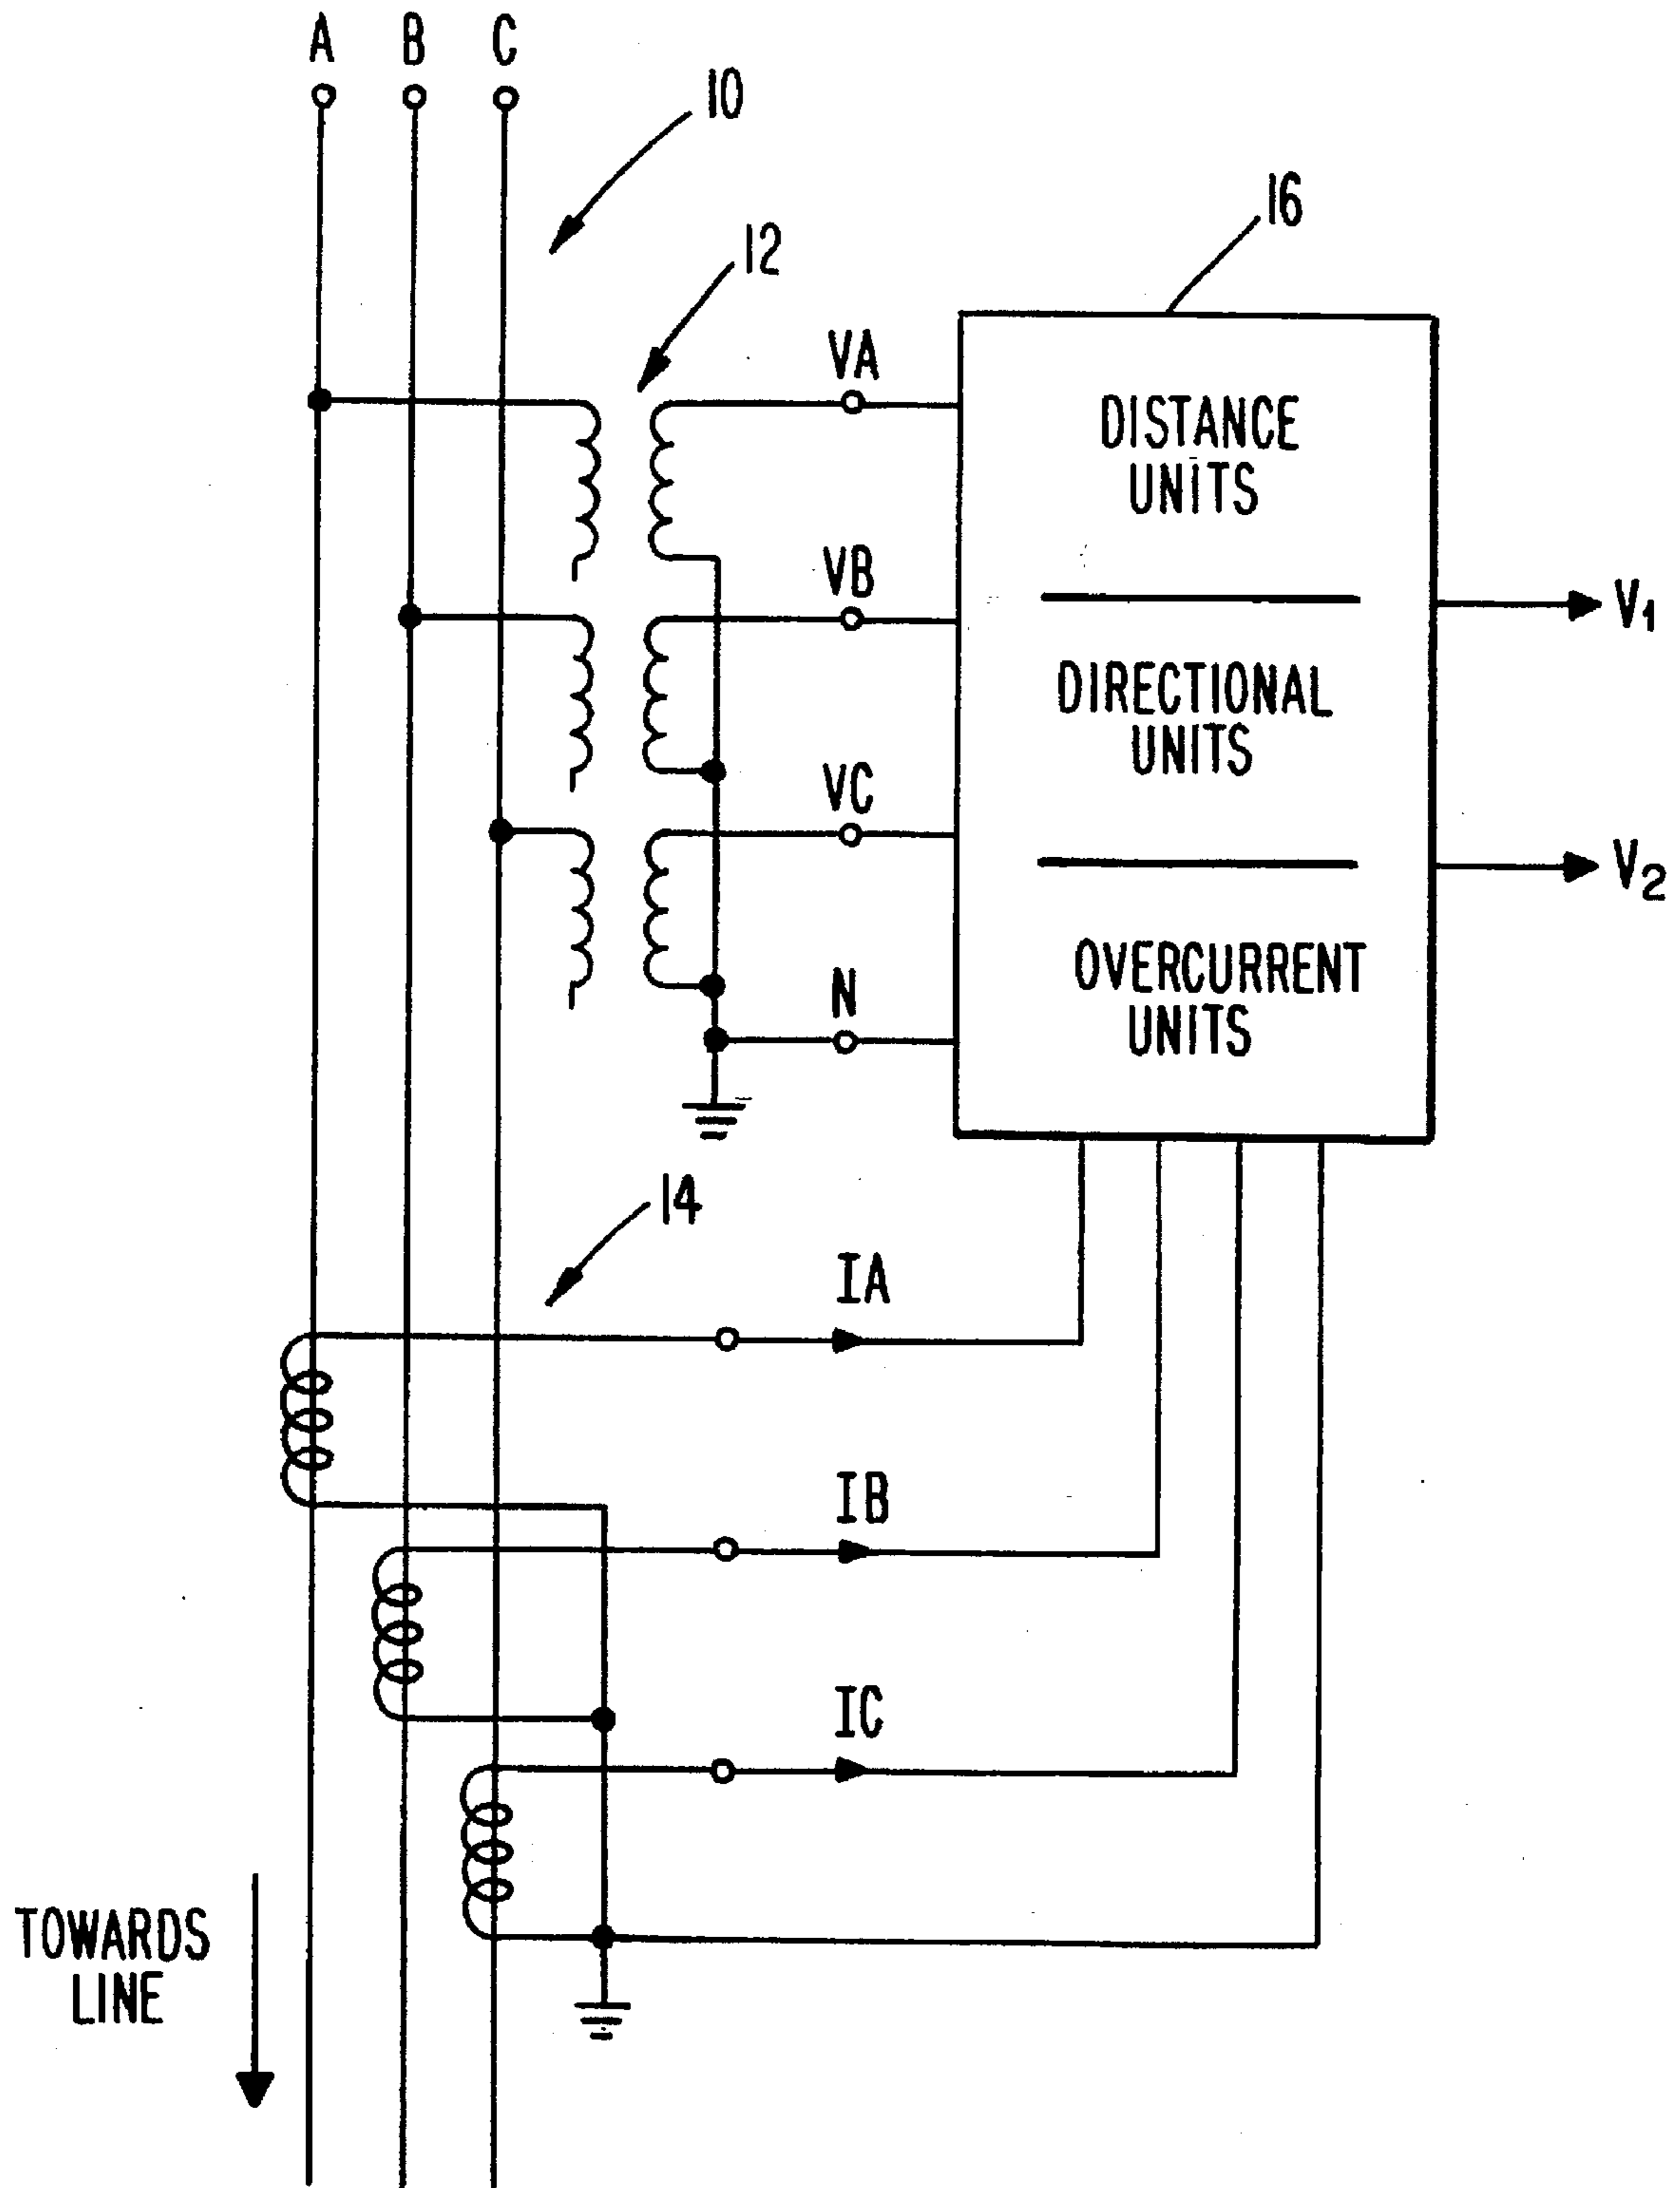 A B C
10
16
12
VA
DISTANCE
UNITS
VB
V1
DIRECTIONAL
UNITS
VC
V2
OVERCURRENT
UNITS
N
14
IA
IB
IC
TOWARDS
LINE